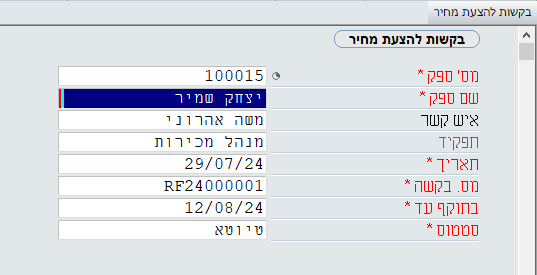 בקשות להצעת מחיר
בקשות להצעת מחיר
מס' ספק * 100015
שם ספק * יצחק שמיר
איש קשר משה אהרוני
תפקיד מנהל מכירות
תאריך * 29/07/24
מס. בקשה * RF24000001
בתוקף עד * 12/08/24
סטטוס * טיוטא